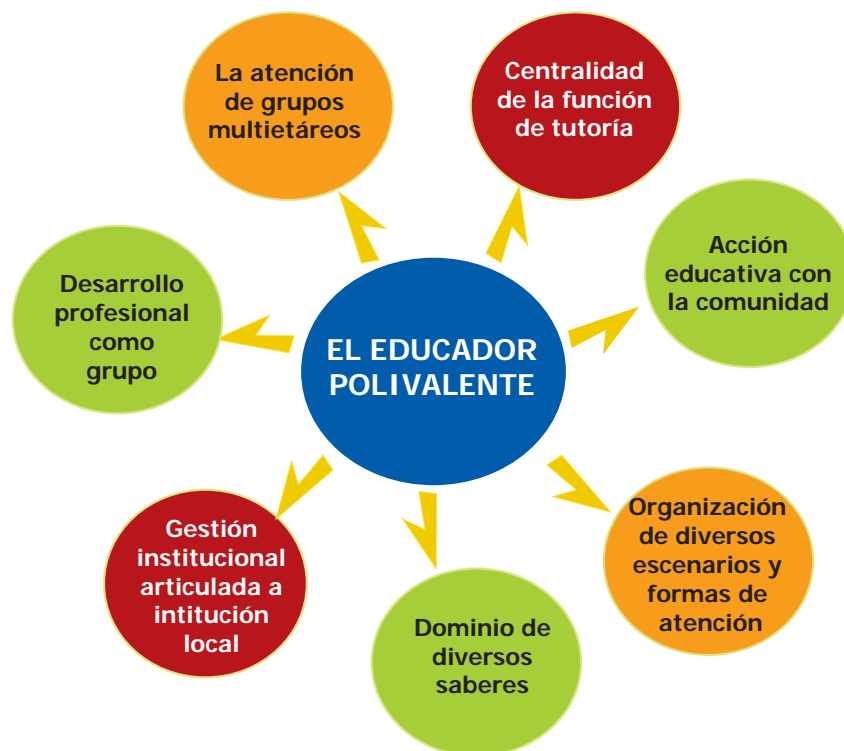 La atención
de grupos
multietáreos
Centralidad
de la función
de tutoría
Acción
educativa con
la comunidad
Desarrollo
profesional
como
grupo
EL EDUCADOR
POLIVALENTE
Organización
de diversos
escenarios y
formas de
atención
Gestión
institucional
articulada a
intitución
local
Dominio de
diversos
saberes